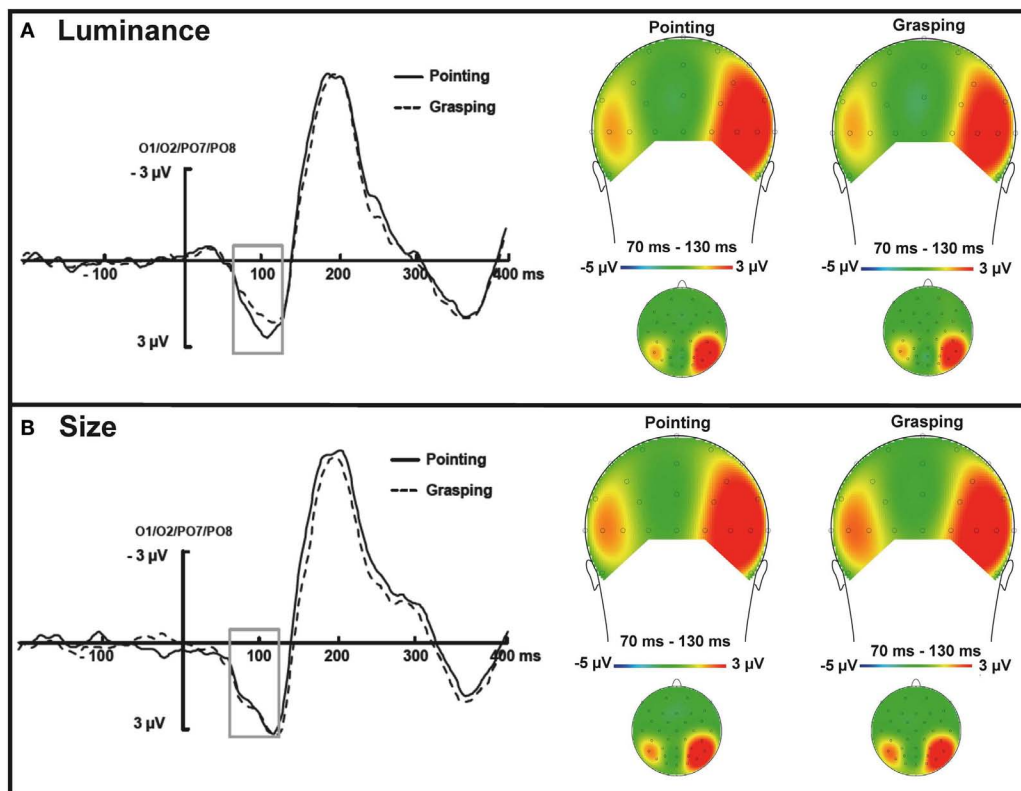 A Luminance
Pointing
Grasping
O1/O2/PO7/PO8
- 3 µV
- 100
100
200
300
400 ms
3 µV
Pointing
Grasping
70 ms - 130 ms
-5 µV
3 µV
70 ms - 130 ms
-5 µV
3 µV
B Size
Pointing
Grasping
O1/O2/PO7/PO8
- 3 µV
- 100
100
200
300
400 ms
3 µV
Pointing
Grasping
70 ms - 130 ms
-5 µV
3 µV
70 ms - 130 ms
-5 µV
3 µV